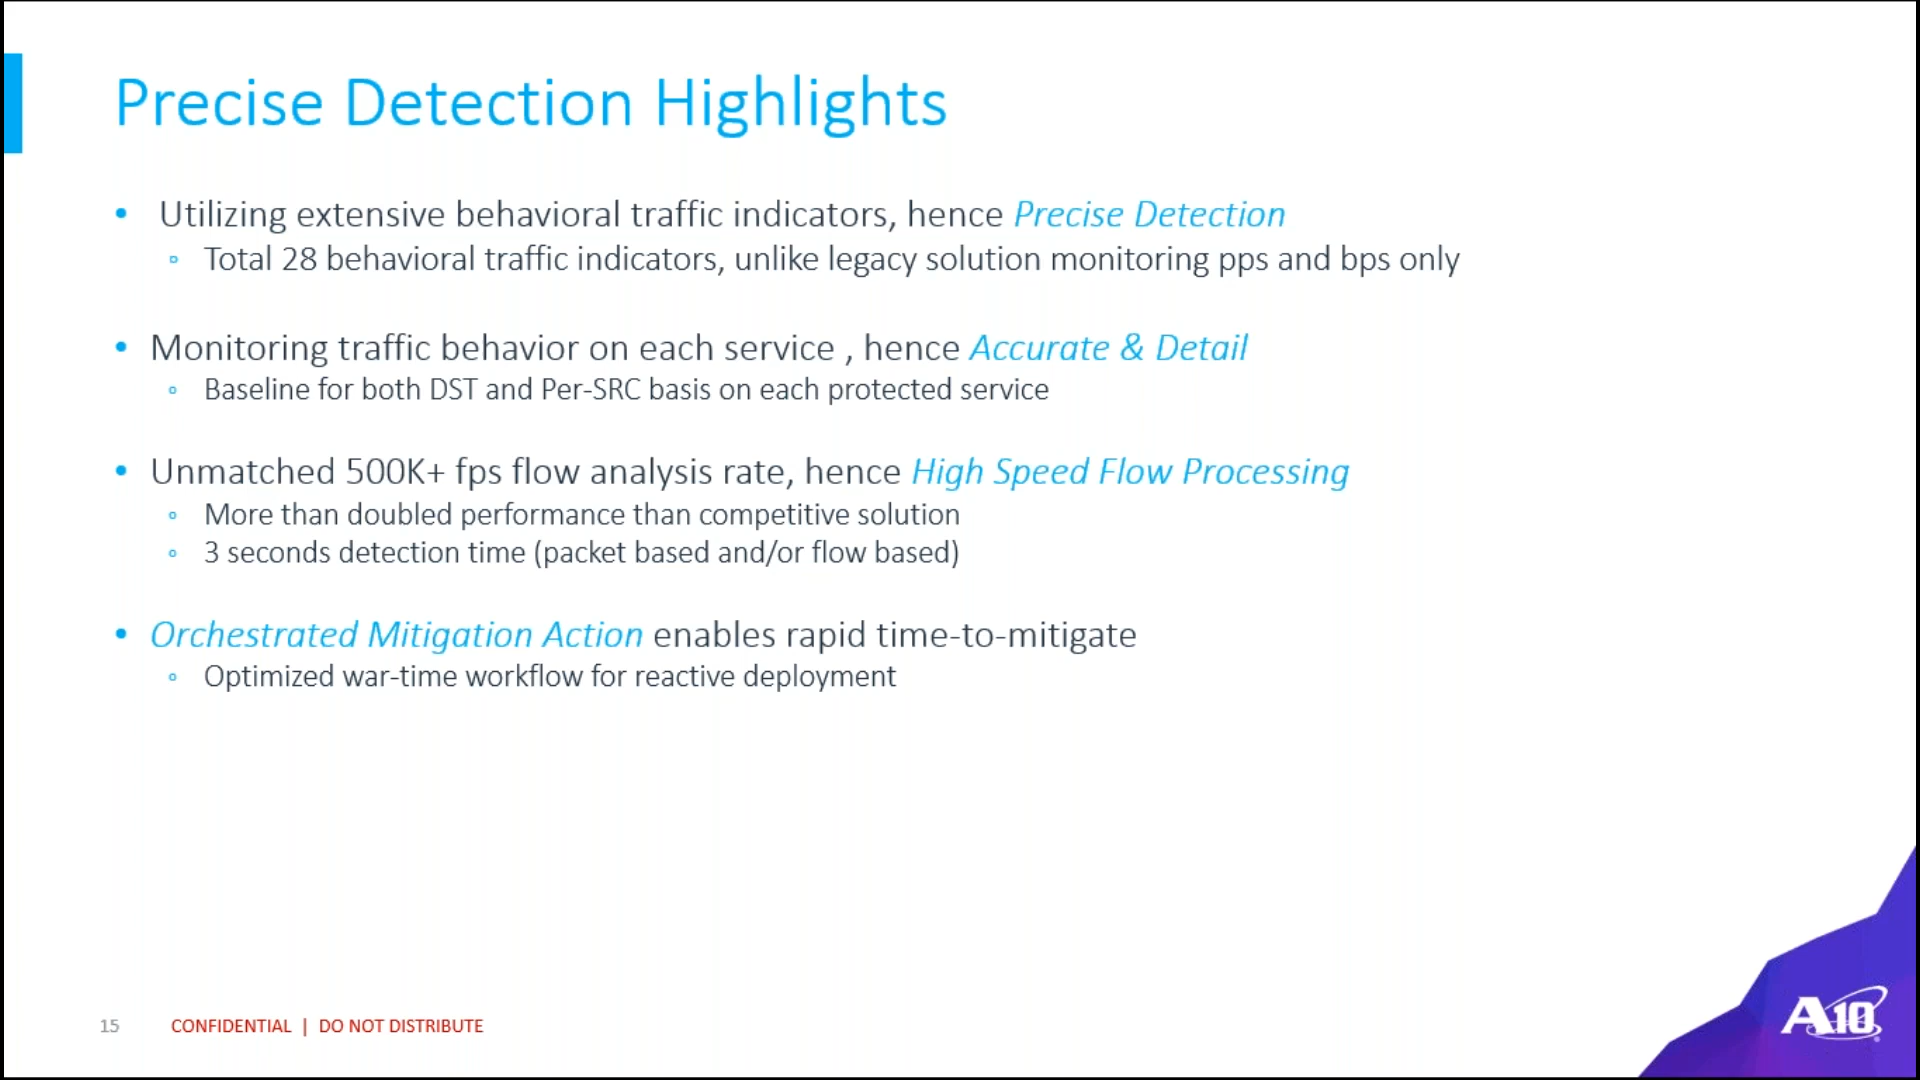 Precise Detection Highlights
• Utilizing extensive behavioral traffic indicators, hence Precise Detection
▫ Total 28 behavioral traffic indicators, unlike legacy solution monitoring pps and bps only
• Monitoring traffic behavior on each service , hence Accurate & Detail
▫ Baseline for both DST and Per-SRC basis on each protected service
• Unmatched 500K+ fps flow analysis rate, hence High Speed Flow Processing
▫ More than doubled performance than competitive solution
▫ 3 seconds detection time (packet based and/or flow based)
• Orchestrated Mitigation Action enables rapid time-to-mitigate
▫ Optimized war-time workflow for reactive deployment
15 CONFIDENTIAL | DO NOT DISTRIBUTE
A10